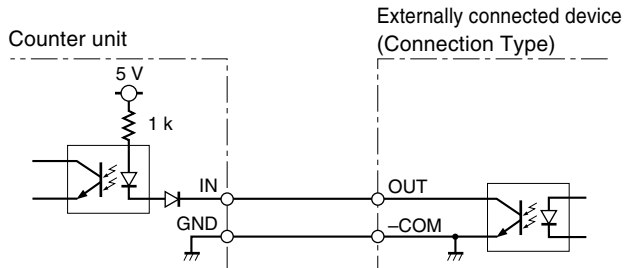 Externally connected device
Counter unit
(Connection Type)
5 V
1 k
IN
OUT
GND
–COM